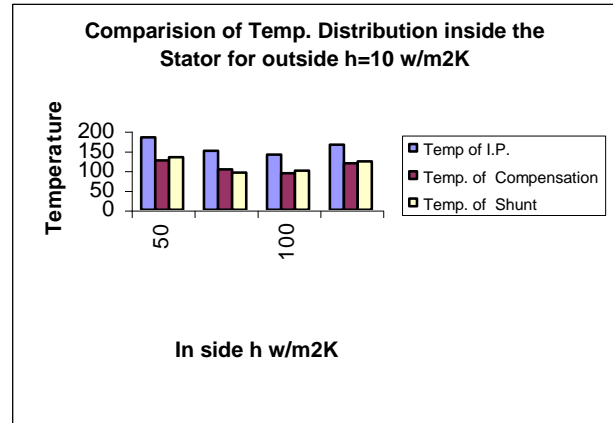 Comparision of Temp. Distribution inside the
Stator for outside h=10 w/m2K
Temperature
200
150
100
50
0
50
100
In side h w/m2K
Temp of I.P.
Temp. of Compensation
Temp. of Shunt